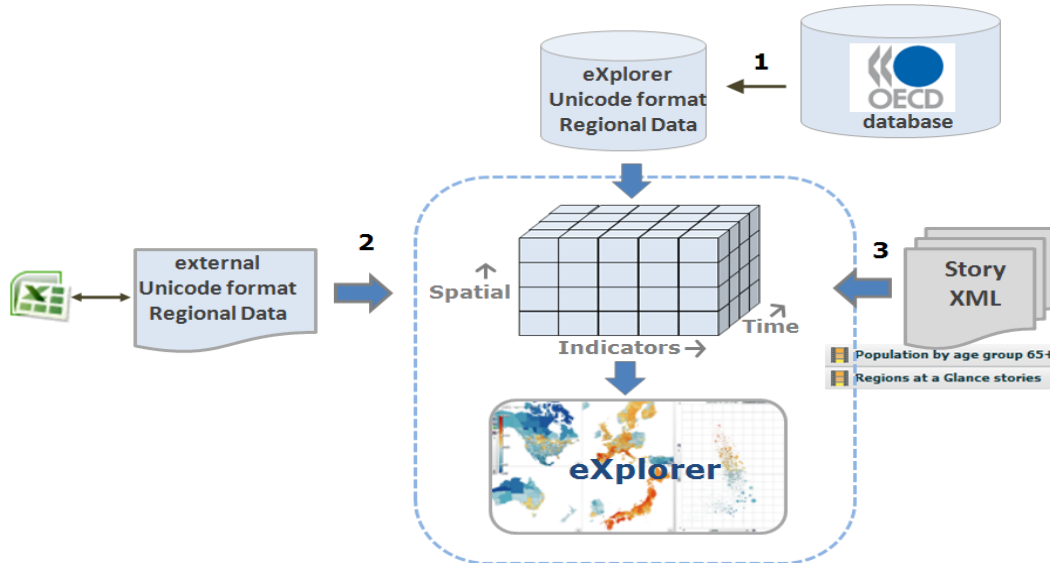 eXplorer
Unicode format
Regional Data
1
OECD
database
2
external
Unicode format
Regional Data
3
Story
XML
Spatial
Time
Indicators
Population by age group 65+
Regions at a Glance stories
eXplorer